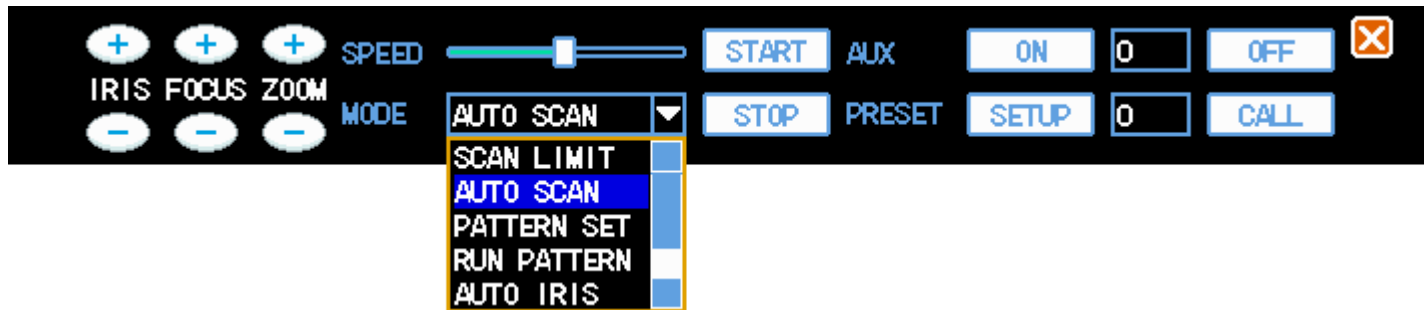 SPEED START AUX ON 0 OFF
IRIS FOCUS ZOOM
MODE AUTO SCAN STOP PRESET SETUP 0 CALL
SCAN LIMIT
AUTO SCAN
PATTERN SET
RUN PATTERN
AUTO IRIS